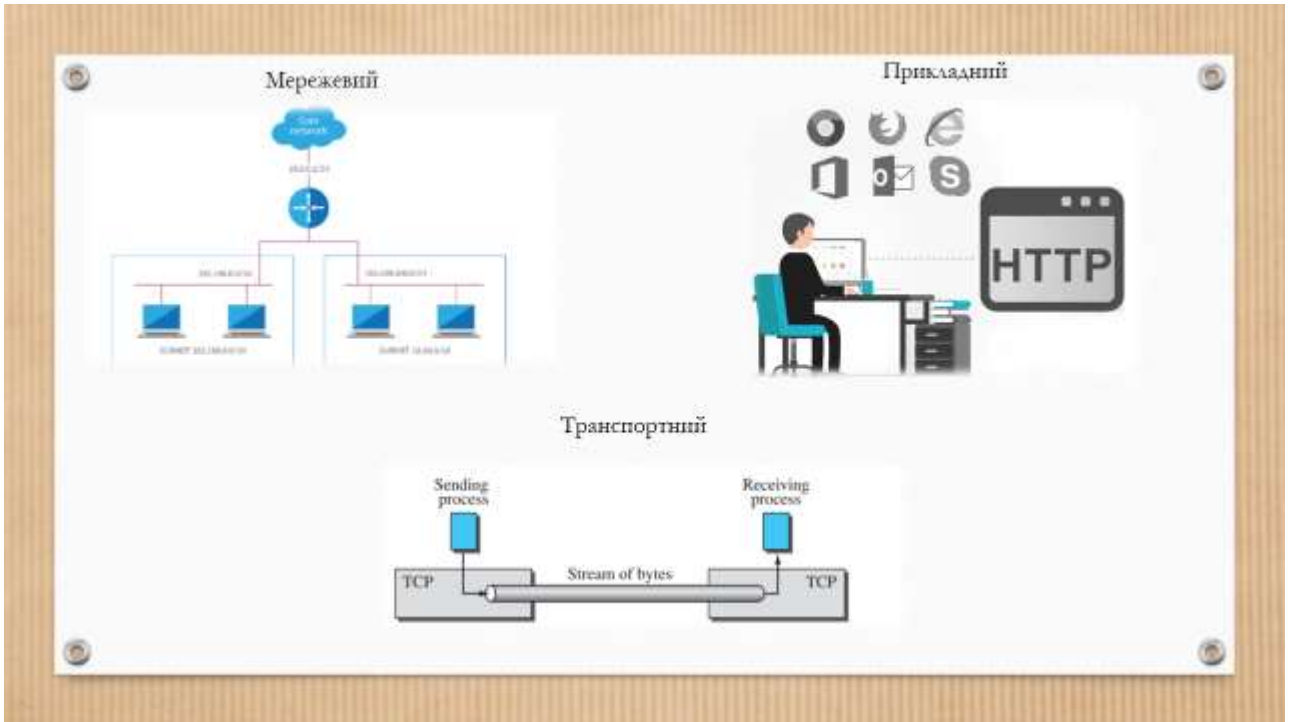 Мережевий
Прикладний
HTTP
Транспортний
Sending
process
Receiving
process
TCP
Stream of bytes
TCP